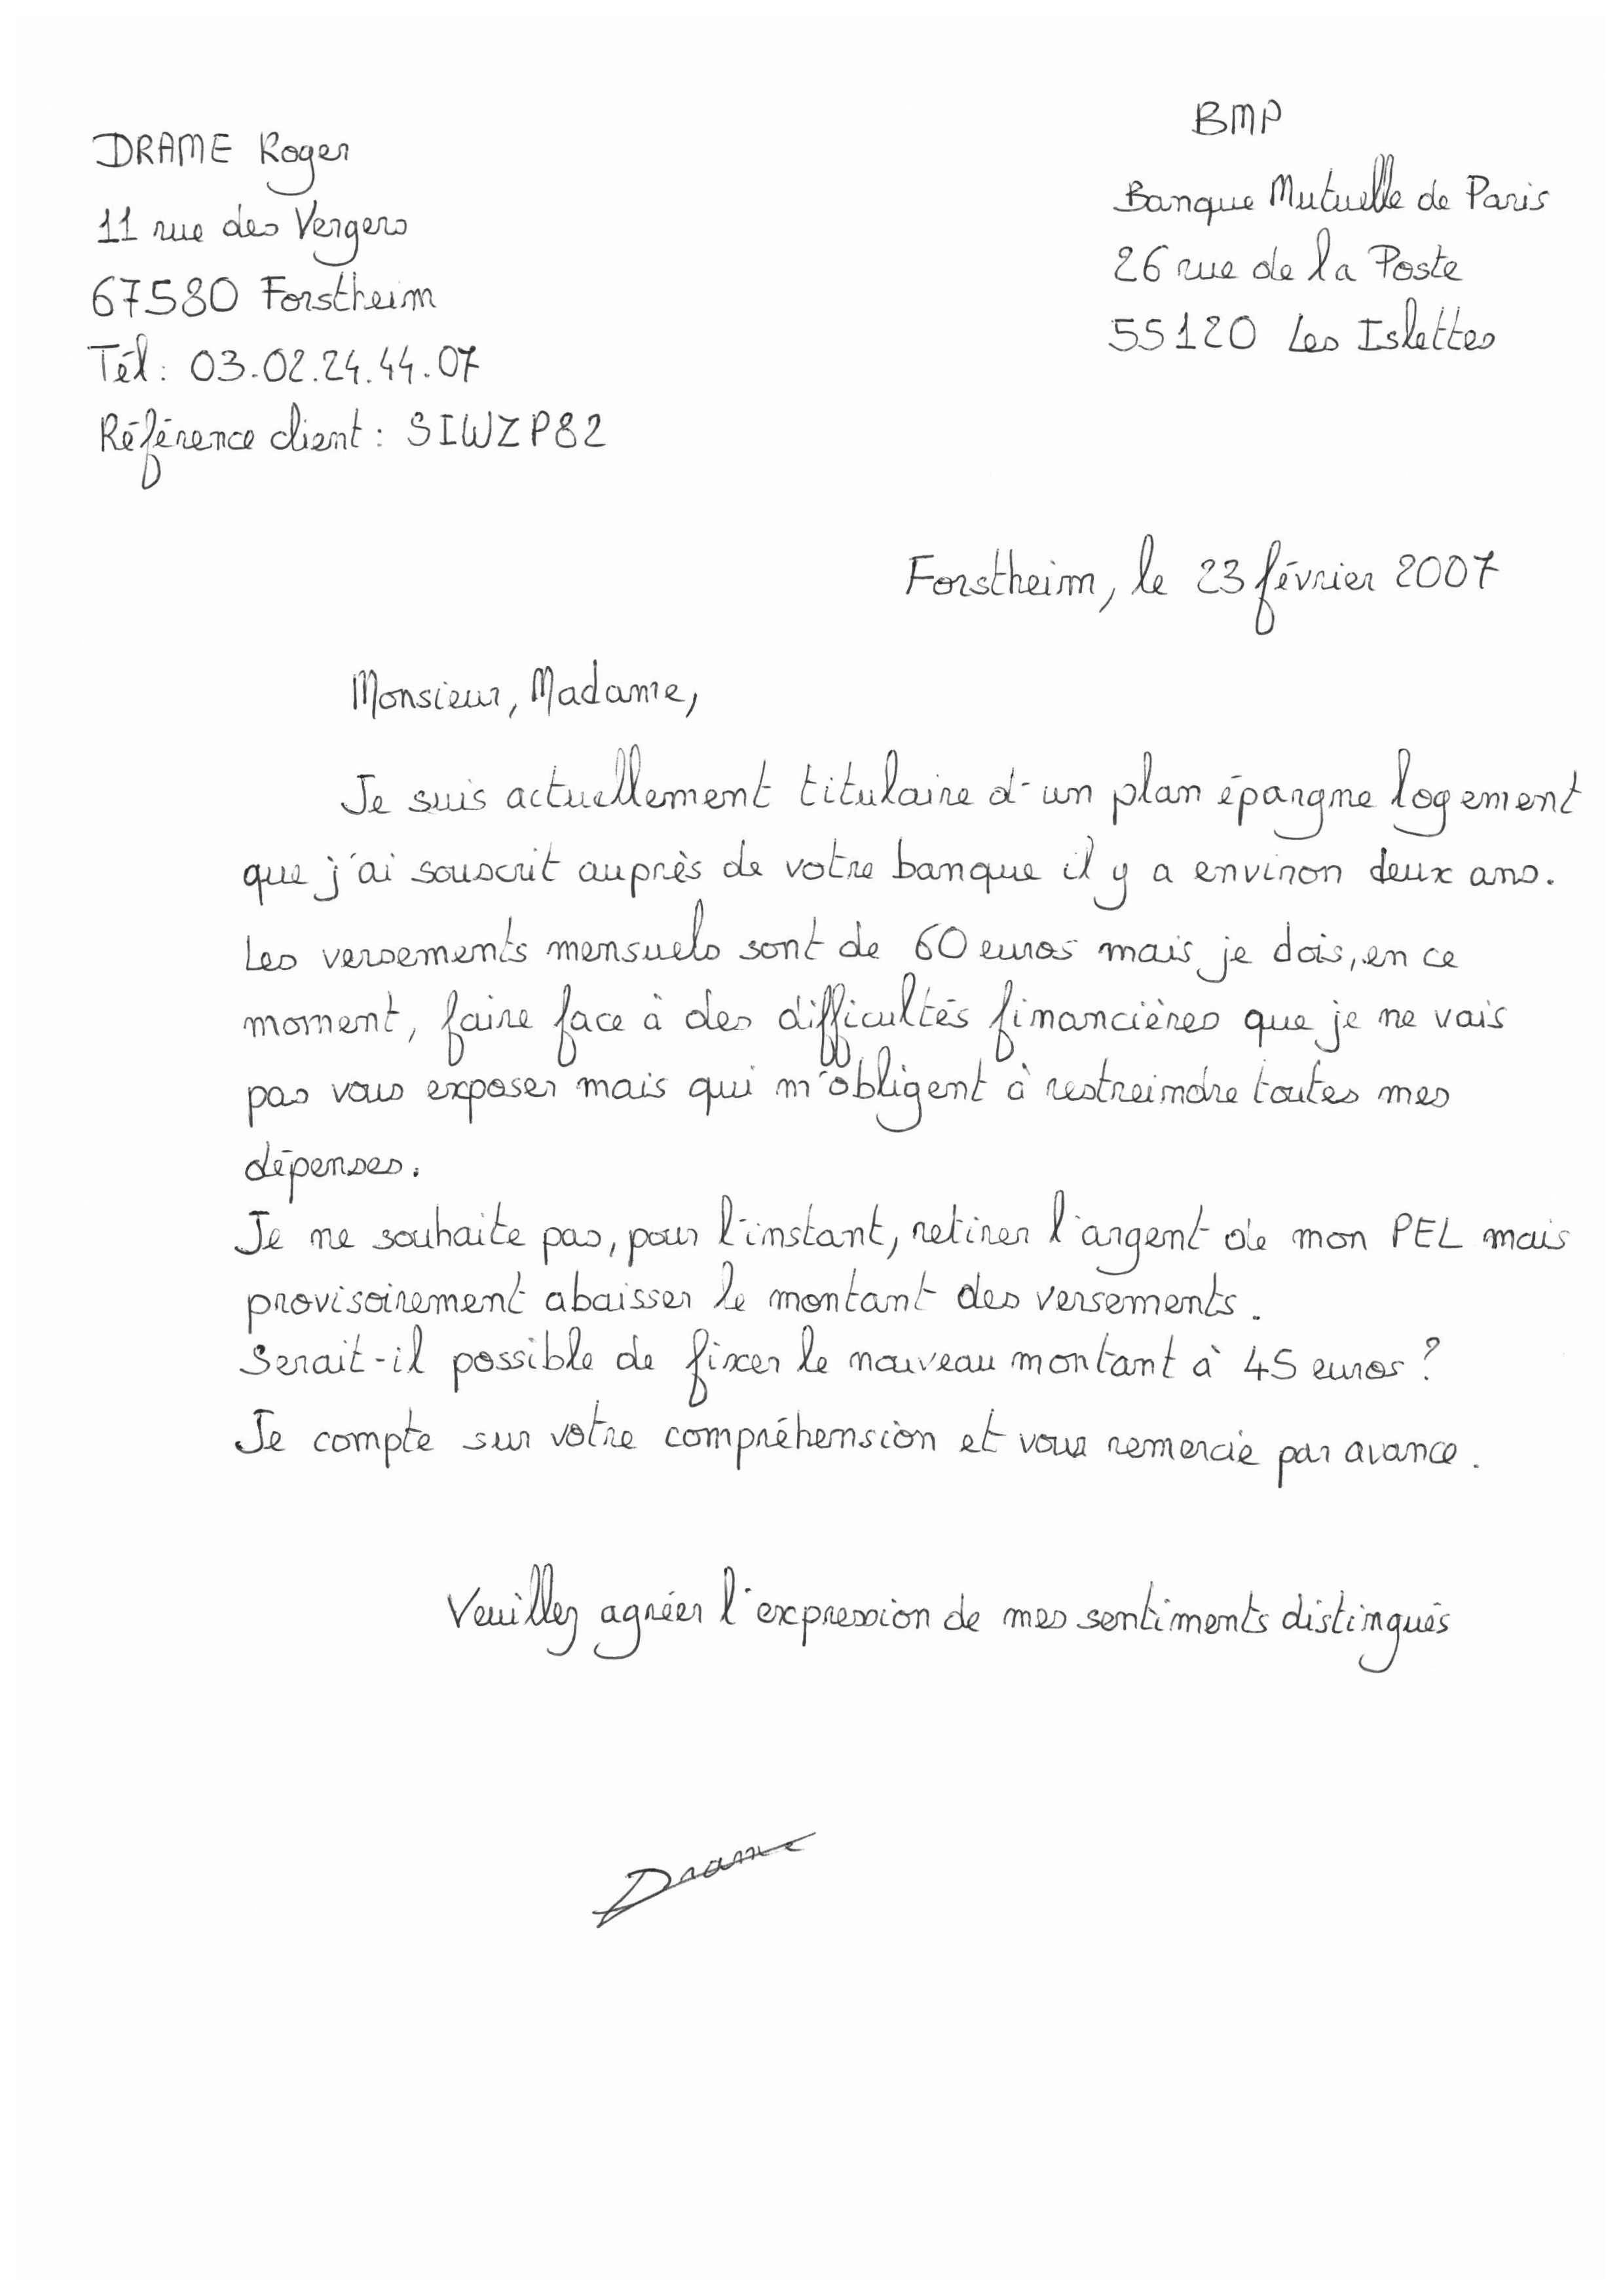 DRAME Roger
11 rue des Vergers
67580 Forstheim
Tél : 03.02.24.44.07
Référence client : SIWZP82
BMP
Banque Mutuelle de Paris
26 rue de la Poste
55120 Les Islettes
Forstheim, le 23 février 2007
Monsieur, Madame,
Je suis actuellement titulaire d'un plan épargne logement
que j'ai souscrit auprès de votre banque il y a environ deux ans.
Les versements mensuels sont de 60 euros mais je dois, en ce
moment, faire face à des difficultés financières que je ne vais
pas vous exposer mais qui m'obligent à restreindre toutes mes
dépenses.
Je ne souhaite pas, pour l'instant, retirer l'argent de mon PEL mais
provisoirement abaisser le montant des versements.
Serait-il possible de fixer le nouveau montant à 45 euros ?
Je compte sur votre compréhension et vous remercie par avance.
Veuillez agréer l'expression de mes sentiments distingués
Drame